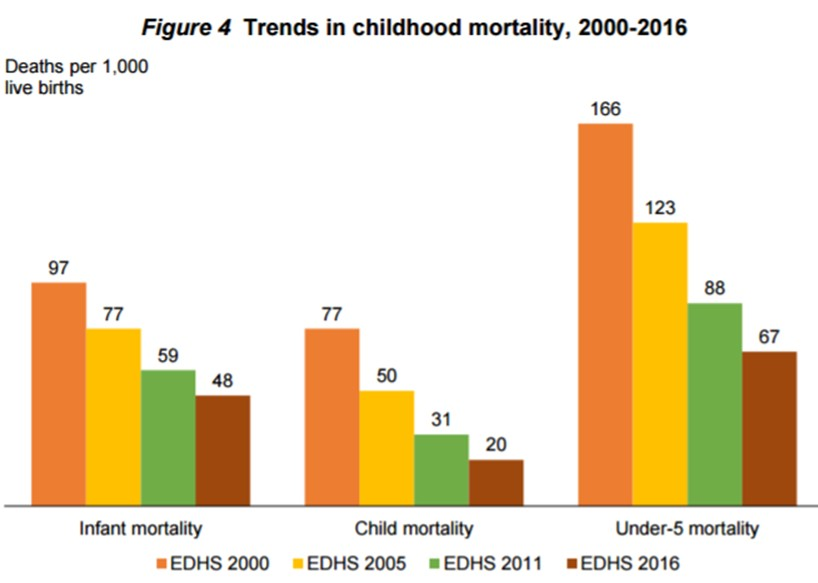 Figure 4 Trends in childhood mortality, 2000-2016
Deaths per 1,000
live births
97
77
59
48
77
50
31
20
166
123
88
67
Infant mortality
Child mortality
Under-5 mortality
EDHS 2000 EDHS 2005 EDHS 2011 EDHS 2016